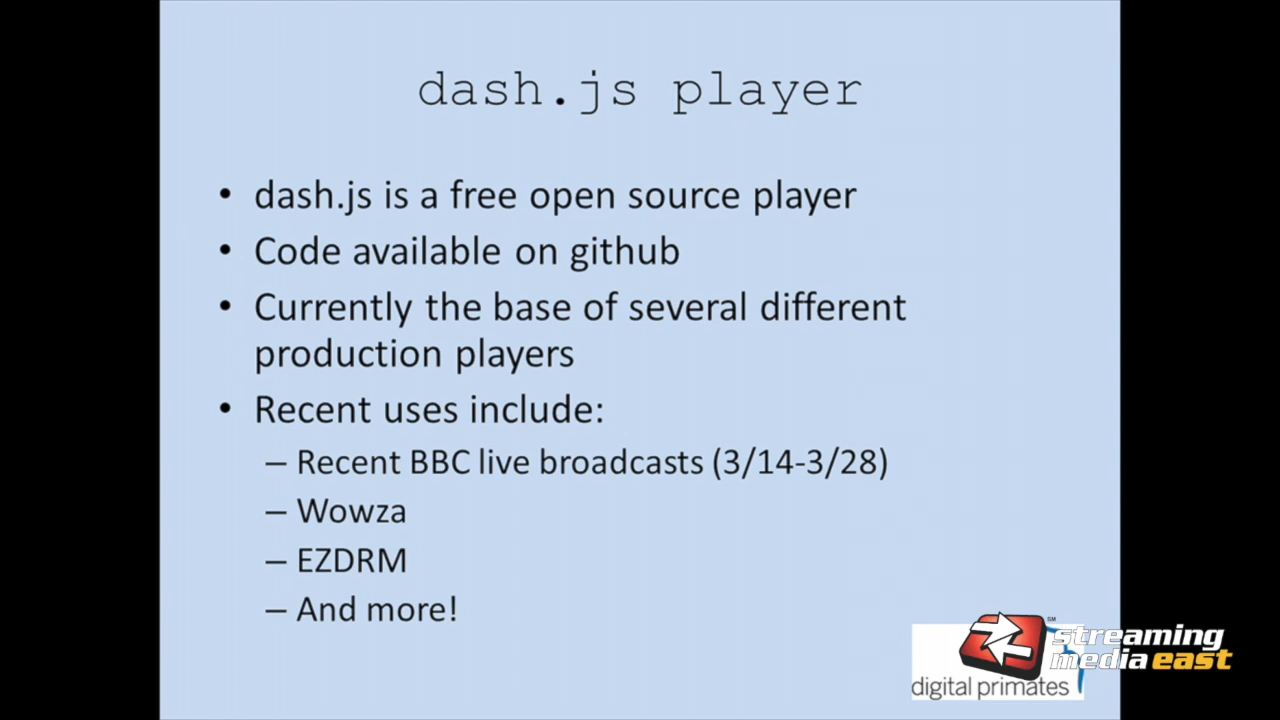 dash.js player
• dash.js is a free open source player
• Code available on github
• Currently the base of several different
production players
• Recent uses include:
– Recent BBC live broadcasts (3/14-3/28)
– Wowza
– EZDRM
– And more!
SM
streaming
media east
digital primates